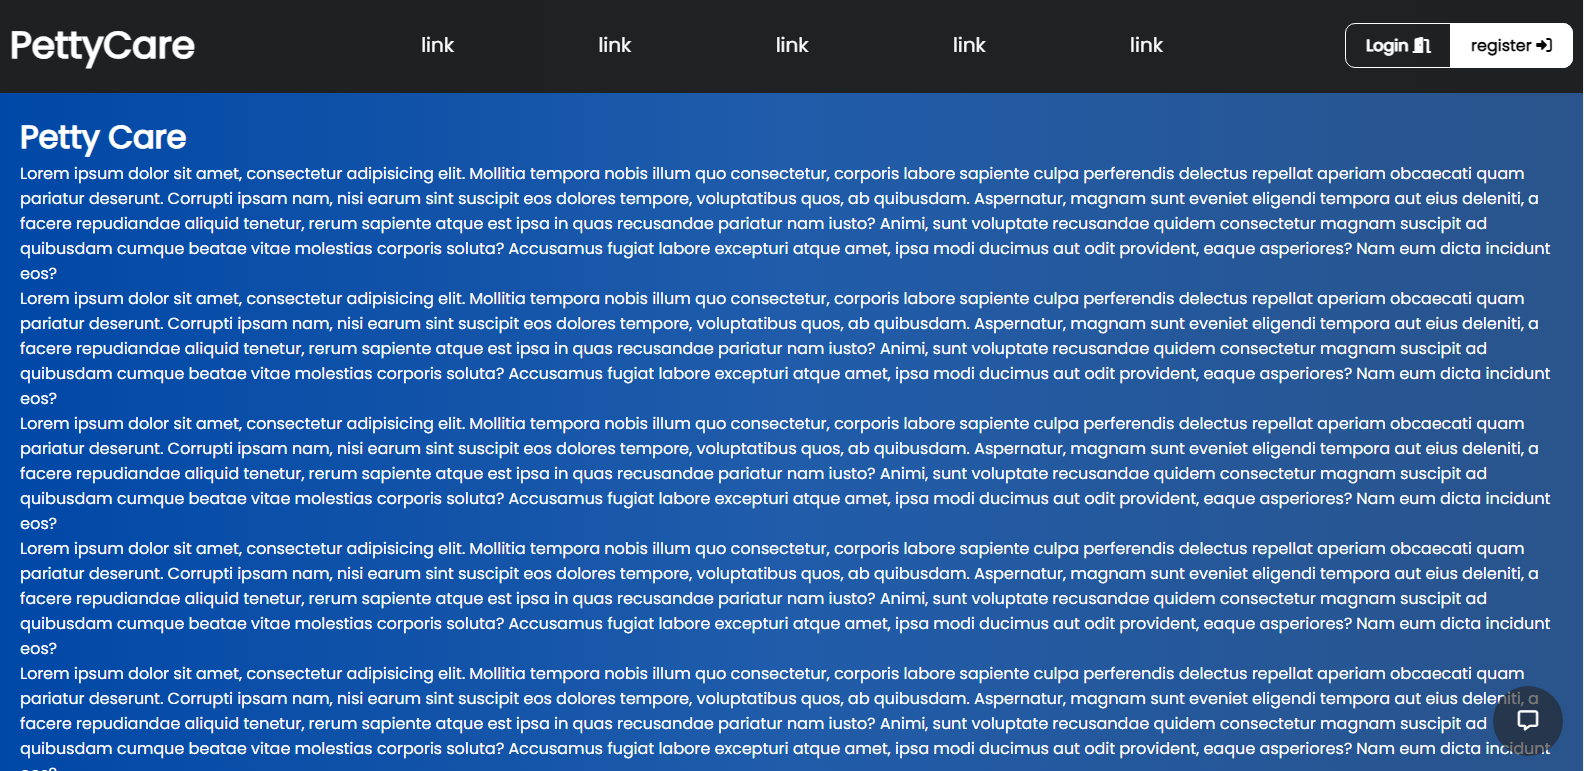 PettyCare link link link link link Login register
Petty Care
Lorem ipsum dolor sit amet, consectetur adipisicing elit. Mollitia tempora nobis illum quo consectetur, corporis labore sapiente culpa perferendis delectus repellat aperiam obcaecati quam
pariatur deserunt. Corrupti ipsam nam, nisi earum sint suscipit eos dolores tempore, voluptatibus quos, ab quibusdam. Aspernatur, magnam sunt eveniet eligendi tempora aut eius deleniti, a
facere repudiandae aliquid tenetur, rerum sapiente atque est ipsa in quas recusandae pariatur nam iusto? Animi, sunt voluptate recusandae quidem consectetur magnam suscipit ad
quibusdam cumque beatae vitae molestias corporis soluta? Accusamus fugiat labore excepturi atque amet, ipsa modi ducimus aut odit provident, eaque asperiores? Nam eum dicta incidunt
eos?
Lorem ipsum dolor sit amet, consectetur adipisicing elit. Mollitia tempora nobis illum quo consectetur, corporis labore sapiente culpa perferendis delectus repellat aperiam obcaecati quam
pariatur deserunt. Corrupti ipsam nam, nisi earum sint suscipit eos dolores tempore, voluptatibus quos, ab quibusdam. Aspernatur, magnam sunt eveniet eligendi tempora aut eius deleniti, a
facere repudiandae aliquid tenetur, rerum sapiente atque est ipsa in quas recusandae pariatur nam iusto? Animi, sunt voluptate recusandae quidem consectetur magnam suscipit ad
quibusdam cumque beatae vitae molestias corporis soluta? Accusamus fugiat labore excepturi atque amet, ipsa modi ducimus aut odit provident, eaque asperiores? Nam eum dicta incidunt
eos?
Lorem ipsum dolor sit amet, consectetur adipisicing elit. Mollitia tempora nobis illum quo consectetur, corporis labore sapiente culpa perferendis delectus repellat aperiam obcaecati quam
pariatur deserunt. Corrupti ipsam nam, nisi earum sint suscipit eos dolores tempore, voluptatibus quos, ab quibusdam. Aspernatur, magnam sunt eveniet eligendi tempora aut eius deleniti, a
facere repudiandae aliquid tenetur, rerum sapiente atque est ipsa in quas recusandae pariatur nam iusto? Animi, sunt voluptate recusandae quidem consectetur magnam suscipit ad
quibusdam cumque beatae vitae molestias corporis soluta? Accusamus fugiat labore excepturi atque amet, ipsa modi ducimus aut odit provident, eaque asperiores? Nam eum dicta incidunt
eos?
Lorem ipsum dolor sit amet, consectetur adipisicing elit. Mollitia tempora nobis illum quo consectetur, corporis labore sapiente culpa perferendis delectus repellat aperiam obcaecati quam
pariatur deserunt. Corrupti ipsam nam, nisi earum sint suscipit eos dolores tempore, voluptatibus quos, ab quibusdam. Aspernatur, magnam sunt eveniet eligendi tempora aut eius deleniti, a
facere repudiandae aliquid tenetur, rerum sapiente atque est ipsa in quas recusandae pariatur nam iusto? Animi, sunt voluptate recusandae quidem consectetur magnam suscipit ad
quibusdam cumque beatae vitae molestias corporis soluta? Accusamus fugiat labore excepturi atque amet, ipsa modi ducimus aut odit provident, eaque asperiores? Nam eum dicta incidunt
eos?
Lorem ipsum dolor sit amet, consectetur adipisicing elit. Mollitia tempora nobis illum quo consectetur, corporis labore sapiente culpa perferendis delectus repellat aperiam obcaecati quam
pariatur deserunt. Corrupti ipsam nam, nisi earum sint suscipit eos dolores tempore, voluptatibus quos, ab quibusdam. Aspernatur, magnam sunt eveniet eligendi tempora aut eius deleniti, a
facere repudiandae aliquid tenetur, rerum sapiente atque est ipsa in quas recusandae pariatur nam iusto? Animi, sunt voluptate recusandae quidem consectetur magnam suscipit ad
quibusdam cumque beatae vitae molestias corporis soluta? Accusamus fugiat labore excepturi atque amet, ipsa modi ducimus aut odit provident, eaque asperiores? Nam eum dicta incidunt